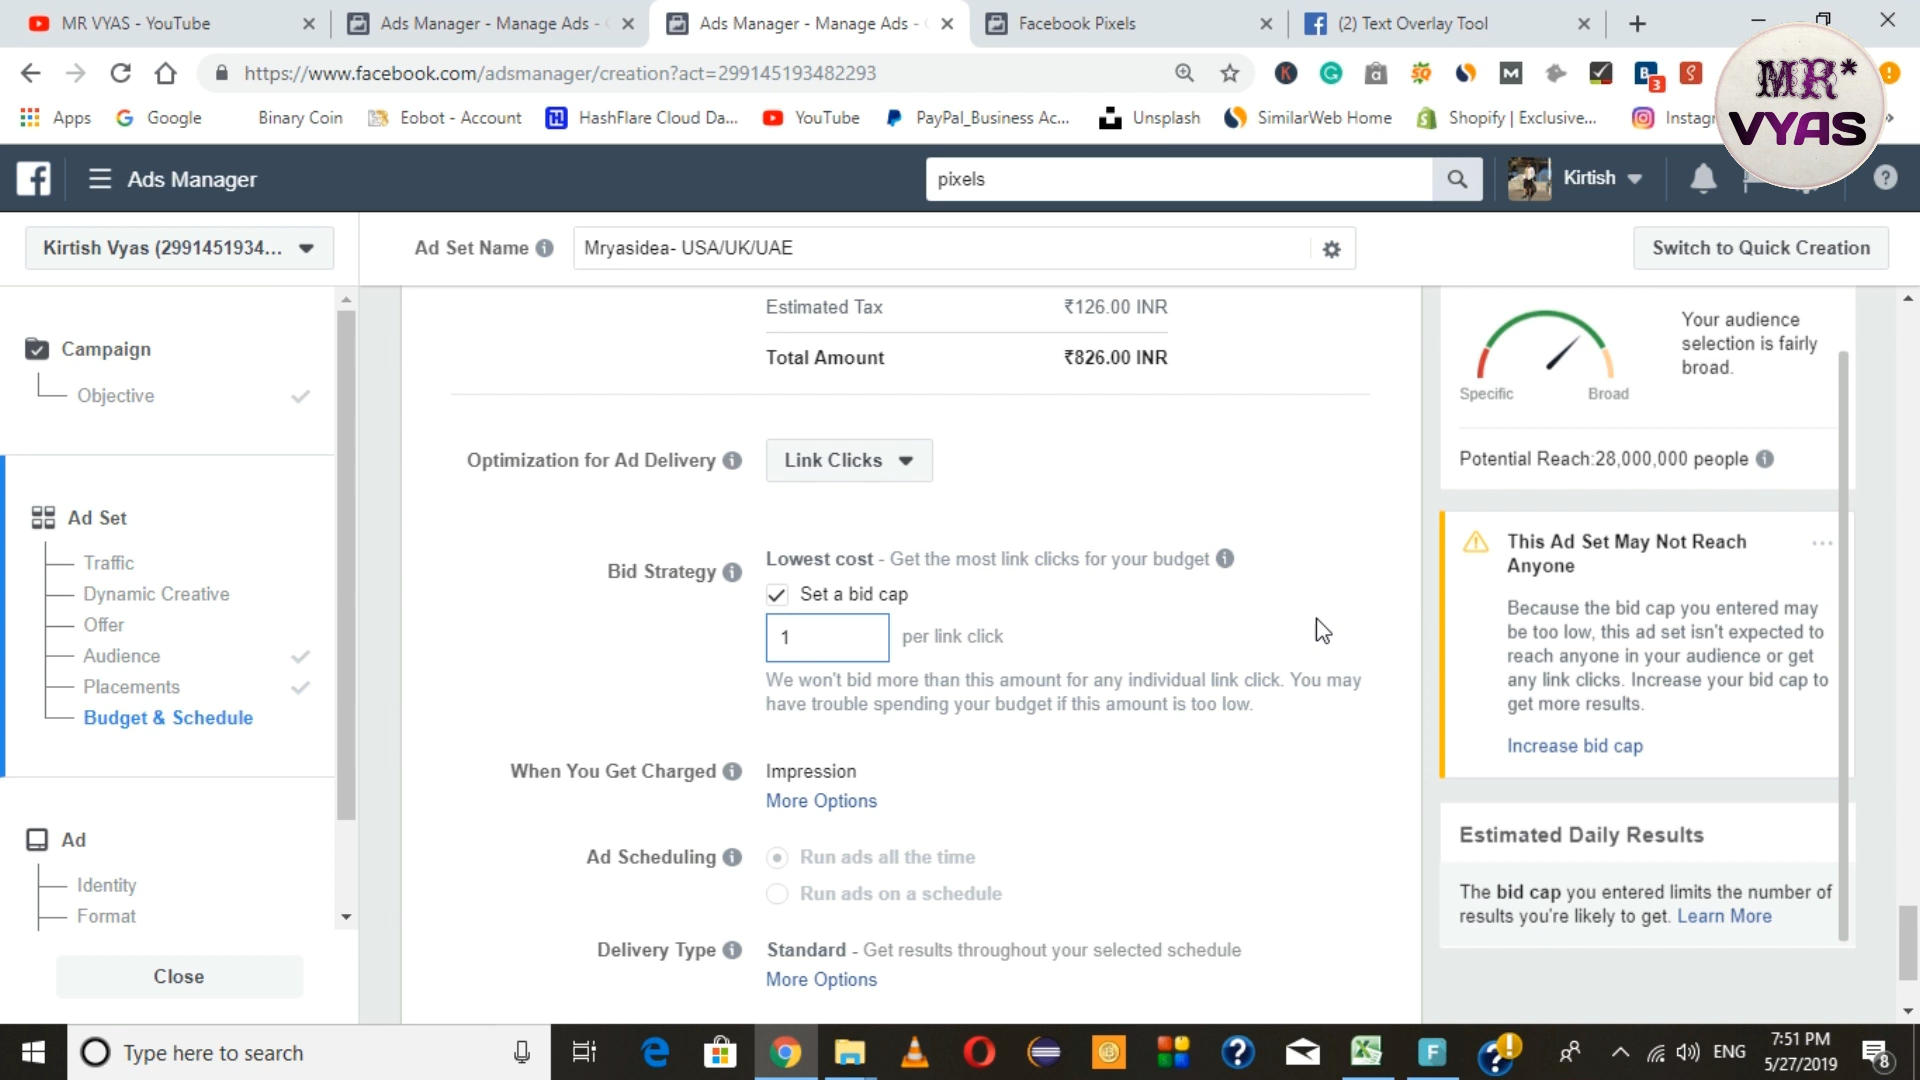 MR VYAS - YouTube
Ads Manager - Manage Ads -
Ads Manager - Manage Ads -
Facebook Pixels
(2) Text Overlay Tool
https://www.facebook.com/adsmanager/creation?act=299145193482293
3
MR*
VYAS
Apps
Google
Binary Coin
Eobot - Account
HashFlare Cloud Da...
YouTube
PayPal_Business Ac...
Unsplash
SimilarWeb Home
Shopify | Exclusive...
Instag
Ads Manager
pixels
Kirtish
Kirtish Vyas (2991451934...
Ad Set Name
Mryasidea- USA/UK/UAE
Switch to Quick Creation
Campaign
Objective
Ad Set
Traffic
Dynamic Creative
Offer
Audience
Placements
Budget & Schedule
Ad
Identity
Format
Close
Estimated Tax ₹126.00 INR
Total Amount ₹826.00 INR
Optimization for Ad Delivery
Link Clicks
Bid Strategy
Lowest cost - Get the most link clicks for your budget
Set a bid cap
1 per link click
We won't bid more than this amount for any individual link click. You may
have trouble spending your budget if this amount is too low.
When You Get Charged
Impression
More Options
Ad Scheduling
Run ads all the time
Run ads on a schedule
Delivery Type
Standard - Get results throughout your selected schedule
More Options
Your audience
selection is fairly
broad.
Specific
Broad
Potential Reach:28,000,000 people
This Ad Set May Not Reach
Anyone
Because the bid cap you entered may
be too low, this ad set isn't expected to
reach anyone in your audience or get
any link clicks. Increase your bid cap to
get more results.
Increase bid cap
Estimated Daily Results
The bid cap you entered limits the number of
results you're likely to get. Learn More
Type here to search
ENG
7:51 PM
5/27/2019
8